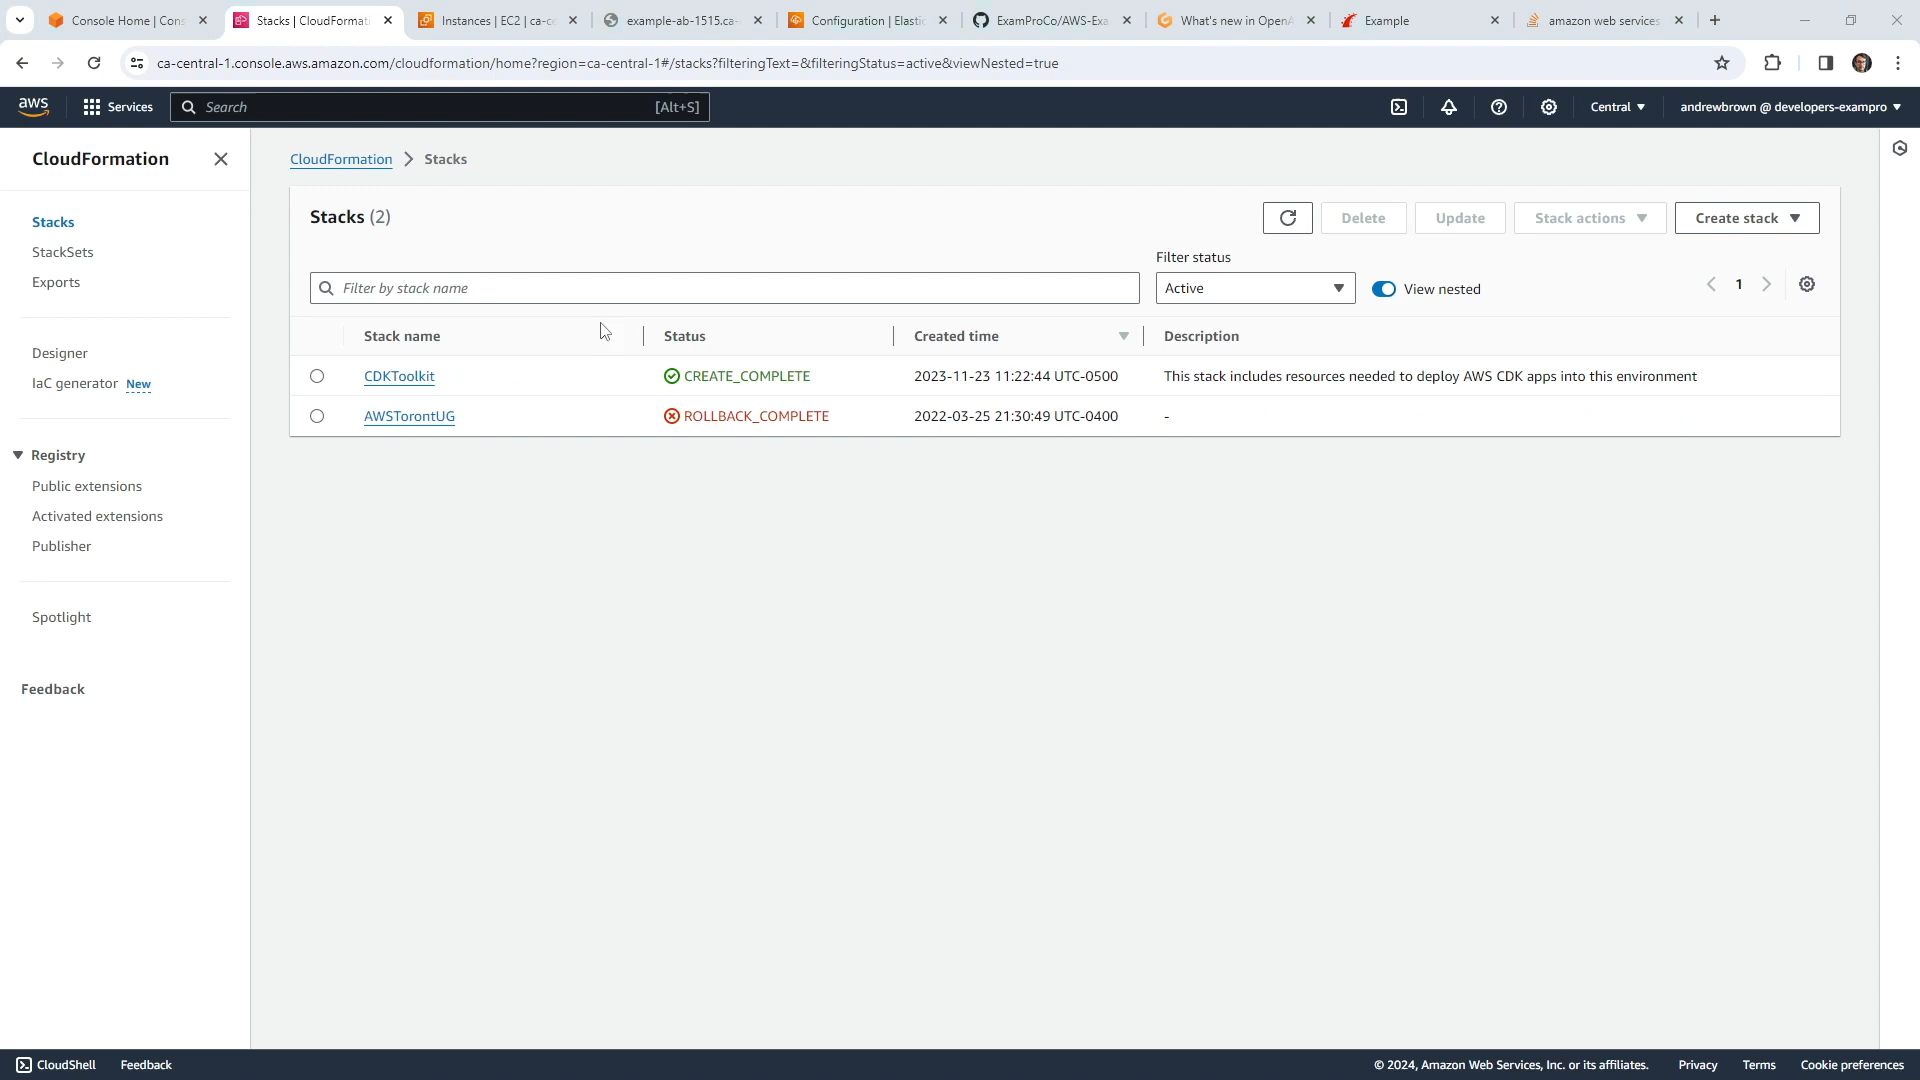 Console Home | Cons
Stacks | CloudFormati
Instances | EC2 | ca-ce
example-ab-1515.ca-
Configuration | Elastic
ExamProCo/AWS-Exa
What's new in OpenA
Example
amazon web services
ca-central-1.console.aws.amazon.com/cloudformation/home?region=ca-central-1#/stacks?filteringText=&filteringStatus=active&viewNested=true
aws
Services
Search
[Alt+S]
Central
andrewbrown @ developers-exampro
CloudFormation
Stacks
StackSets
Exports
Designer
IaC generator New
Registry
Public extensions
Activated extensions
Publisher
Spotlight
Feedback
CloudFormation > Stacks
Stacks (2)
Delete
Update
Stack actions
Create stack
Filter by stack name
Filter status
Active
View nested
1
Stack name Status Created time Description
CDKToolkit CREATE_COMPLETE 2023-11-23 11:22:44 UTC-0500 This stack includes resources needed to deploy AWS CDK apps into this environment
AWSTorontUG ROLLBACK_COMPLETE 2022-03-25 21:30:49 UTC-0400 -
CloudShell
Feedback
© 2024, Amazon Web Services, Inc. or its affiliates.
Privacy
Terms
Cookie preferences